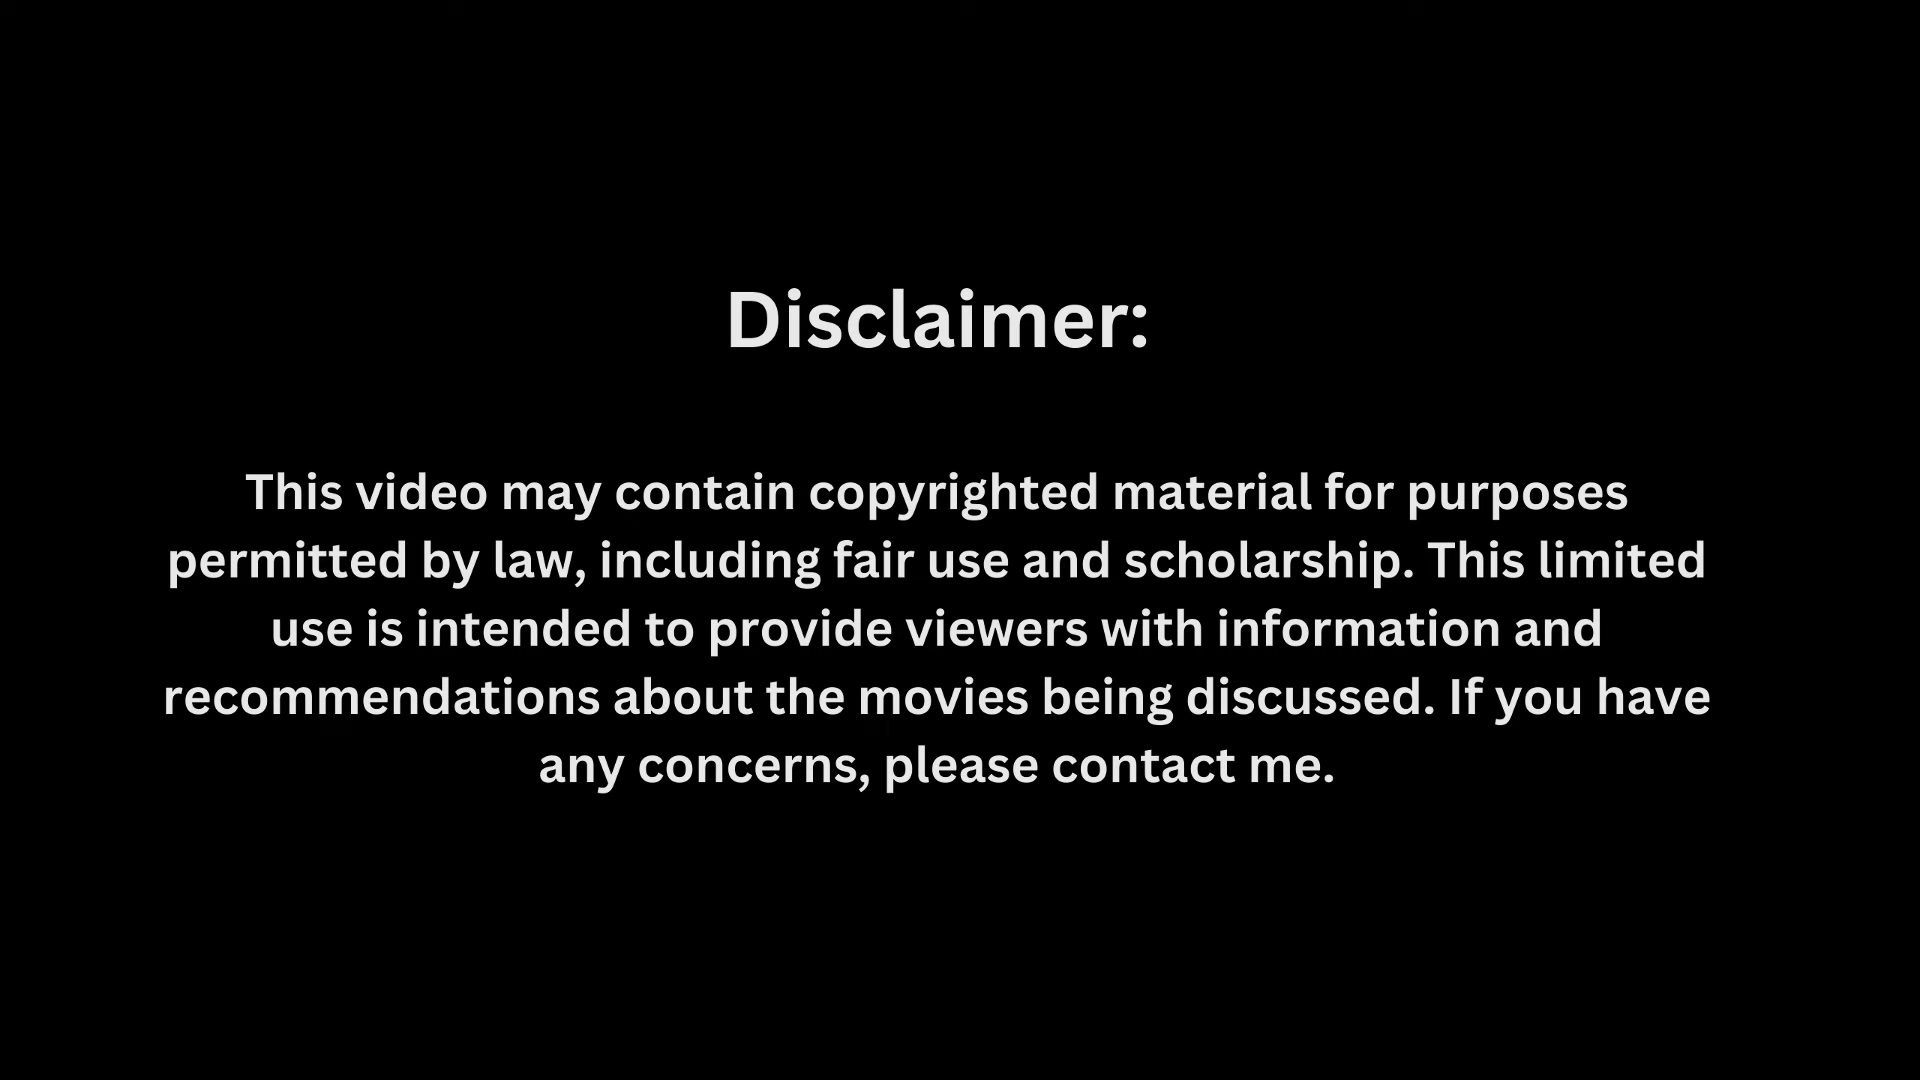 Disclaimer:
This video may contain copyrighted material for purposes
permitted by law, including fair use and scholarship. This limited
use is intended to provide viewers with information and
recommendations about the movies being discussed. If you have
any concerns, please contact me.